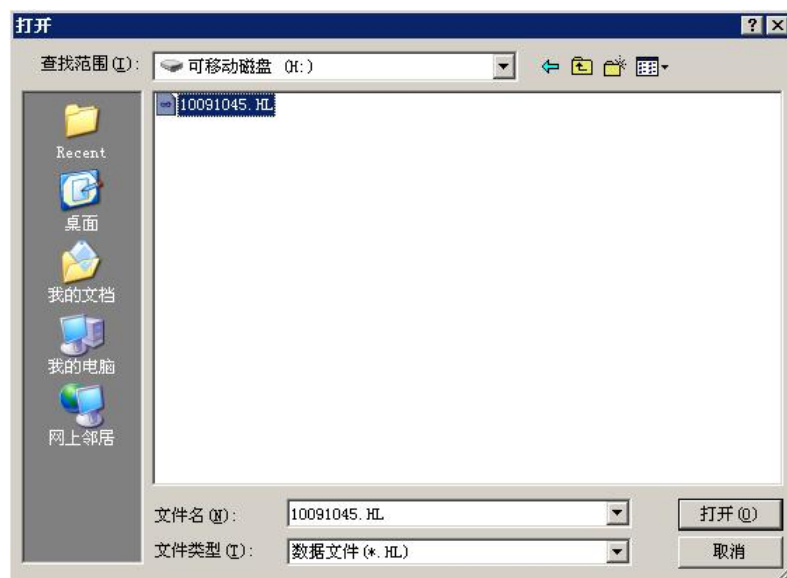 打开
查找范围(I): 可移动磁盘 (H:)
10091045.HL
Recent
桌面
我的文档
我的电脑
网上邻居
文件名(N): 10091045.HL 打开(O)
文件类型(T): 数据文件(*.HL) 取消